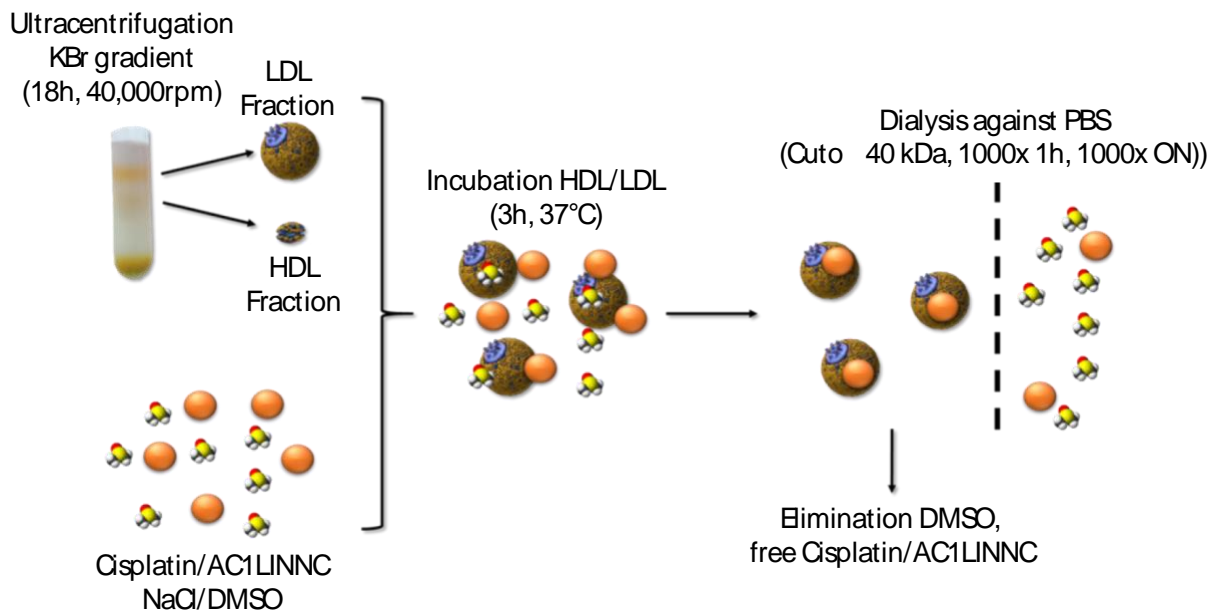 Ultracentrifugation
KBr gradient
(18h, 40,000rpm)
LDL
Fraction
HDL
Fraction
Cisplatin/AC1LINNC
NaCl/DMSO
Incubation HDL/LDL
(3h, 37°C)
Dialysis against PBS
(Cuto 40 kDa, 1000x 1h, 1000x ON))
Elimination DMSO,
free Cisplatin/AC1LINNC